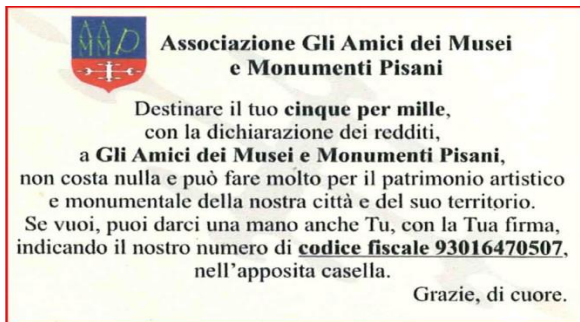 AAP
MM
Associazione Gli Amici dei Musei
e Monumenti Pisani
Destinare il tuo cinque per mille,
con la dichiarazione dei redditi,
a Gli Amici dei Musei e Monumenti Pisani,
non costa nulla e può fare molto per il patrimonio artistico
e monumentale della nostra città e del suo territorio.
Se vuoi, puoi darci una mano anche Tu, con la Tua firma,
indicando il nostro numero di codice fiscale 93016470507,
nell'apposita casella.
Grazie, di cuore.